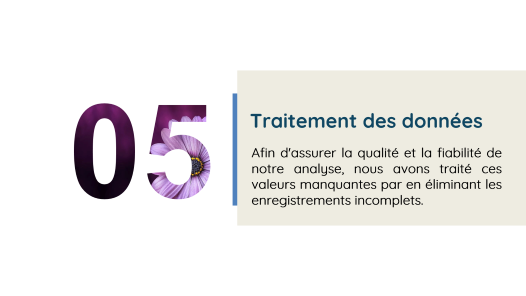 05
Traitement des données
Afin d'assurer la qualité et la fiabilité de
notre analyse, nous avons traité ces
valeurs manquantes par en éliminant les
enregistrements incomplets.